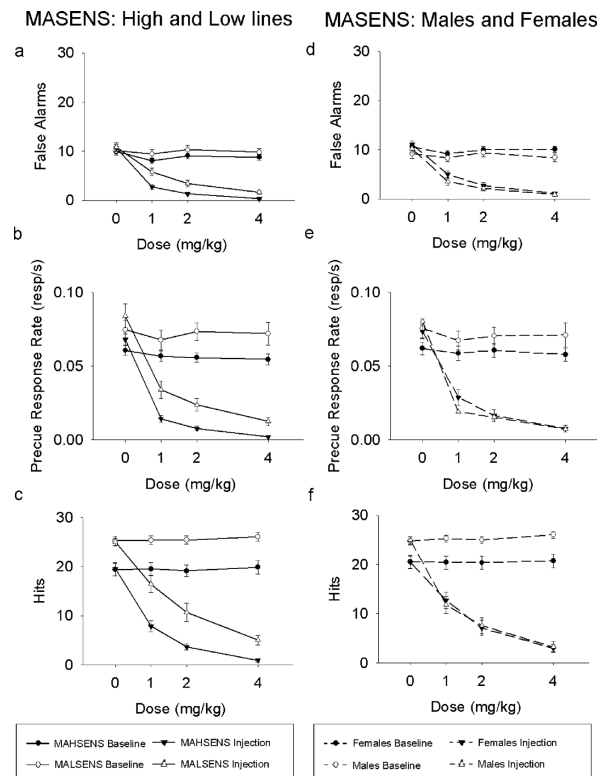 MASENS: High and Low lines
MASENS: Males and Females
a
30
20
10
0
False Alarms
0 1 2 4
Dose (mg/kg)
d
30
20
10
0
False Alarms
0 1 2 4
Dose (mg/kg)
b
0.10
0.05
0.00
Precue Response Rate (resp/s)
0 1 2 4
Dose (mg/kg)
e
0.10
0.05
0.00
Precue Response Rate (resp/s)
0 1 2 4
Dose (mg/kg)
c
30
20
10
0
Hits
0 1 2 4
Dose (mg/kg)
f
30
20
10
0
Hits
0 1 2 4
Dose (mg/kg)
MAHSENS Baseline MAHSENS Injection
MALSENS Baseline MALSENS Injection
Females Baseline Females Injection
Males Baseline Males Injection